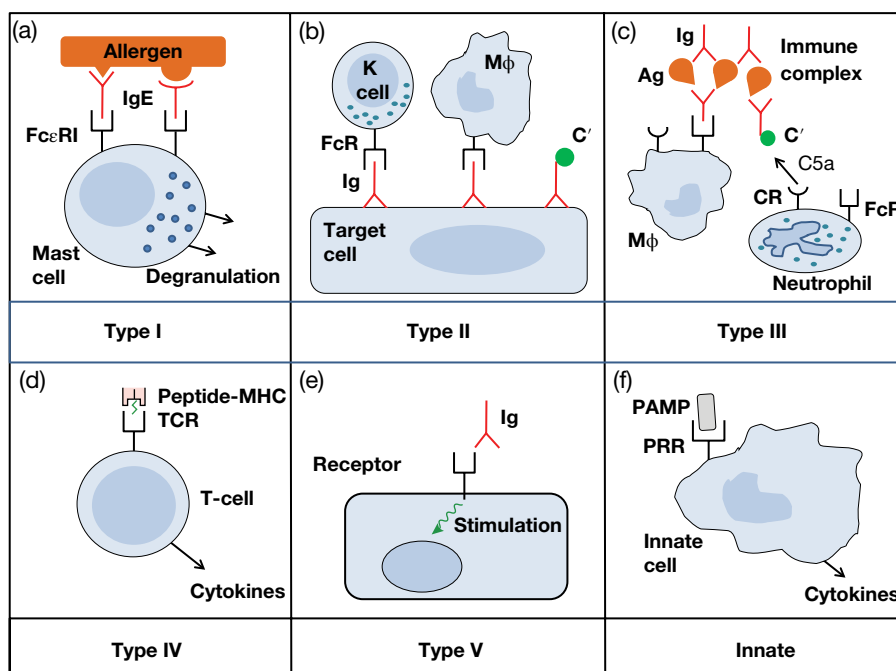 (a)
Allergen
IgE
FcεRI
Mast
cell
Degranulation
Type I
(b)
K
cell
Mϕ
FcR
Ig
C′
Target
cell
Type II
(c)
Ig
Immune
complex
Ag
C′
C5a
CR
FcR
Mϕ
Neutrophil
Type III
(d)
Peptide-MHC
TCR
T-cell
Cytokines
Type IV
(e)
Ig
Receptor
Stimulation
Type V
(f)
PAMP
PRR
Innate
cell
Cytokines
Innate